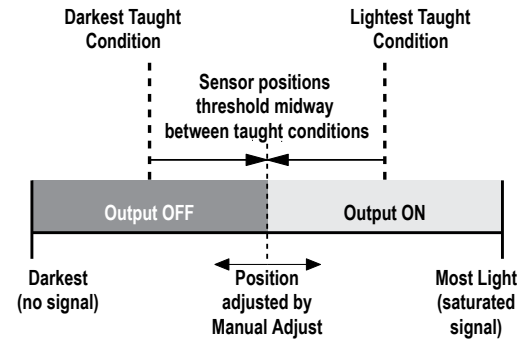 Darkest Taught
Condition
Lightest Taught
Condition
Sensor positions
threshold midway
between taught conditions
Output OFF
Output ON
Darkest
(no signal)
Position
adjusted by
Manual Adjust
Most Light
(saturated
signal)